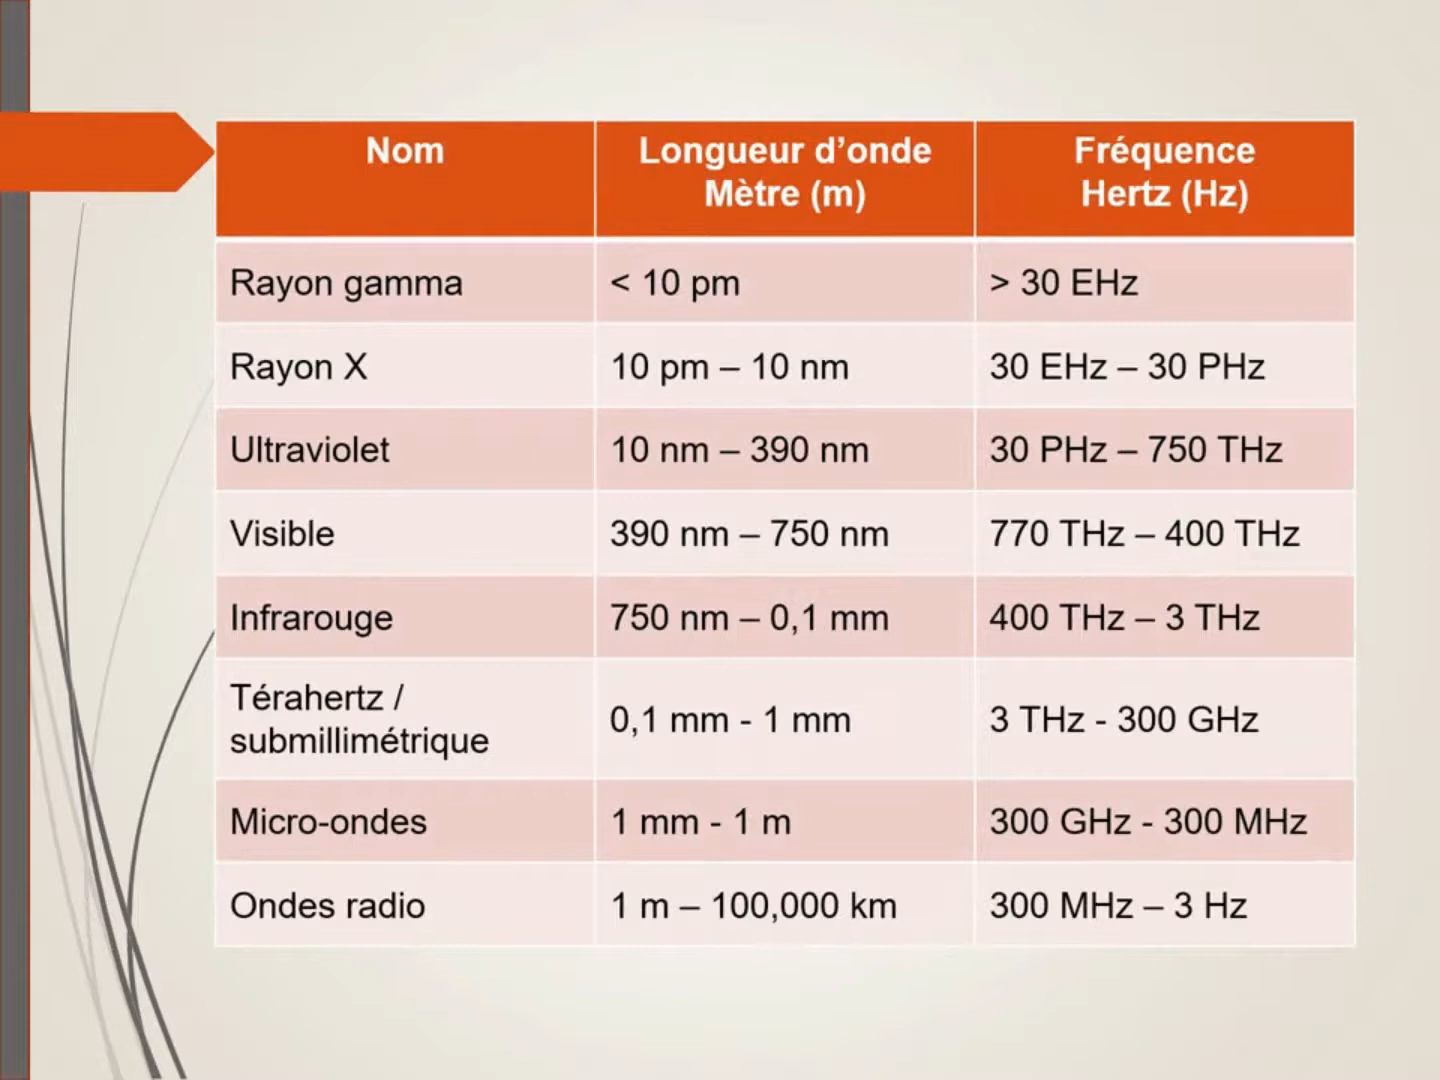 Nom
Longueur d’onde
Mètre (m)
Fréquence
Hertz (Hz)
Rayon gamma
< 10 pm
> 30 EHz
Rayon X
10 pm – 10 nm
30 EHz – 30 PHz
Ultraviolet
10 nm – 390 nm
30 PHz – 750 THz
Visible
390 nm – 750 nm
770 THz – 400 THz
Infrarouge
750 nm – 0,1 mm
400 THz – 3 THz
Térahertz /
submillimétrique
0,1 mm - 1 mm
3 THz - 300 GHz
Micro-ondes
1 mm - 1 m
300 GHz - 300 MHz
Ondes radio
1 m – 100,000 km
300 MHz – 3 Hz